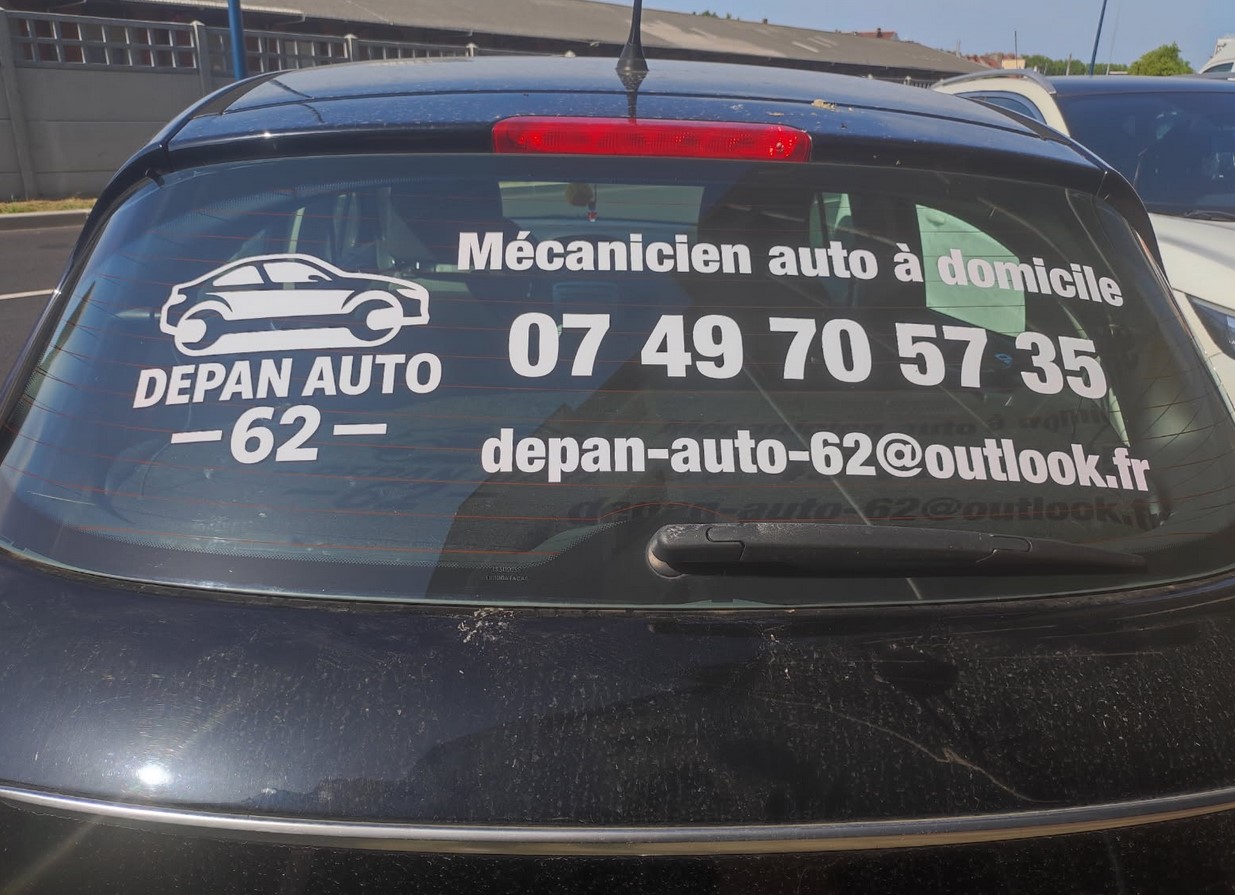 DEPAN AUTO
-62-
Mécanicien auto à domicile
07 49 70 57 35
depan-auto-62@outlook.fr